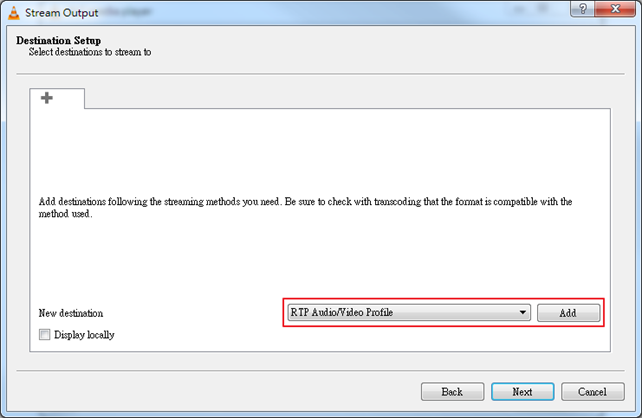 Stream Output
Destination Setup
Select destinations to stream to
Add destinations following the streaming methods you need. Be sure to check with transcoding that the format is compatible with the
method used.
New destination
RTP Audio/Video Profile
Add
Display locally
Back
Next
Cancel